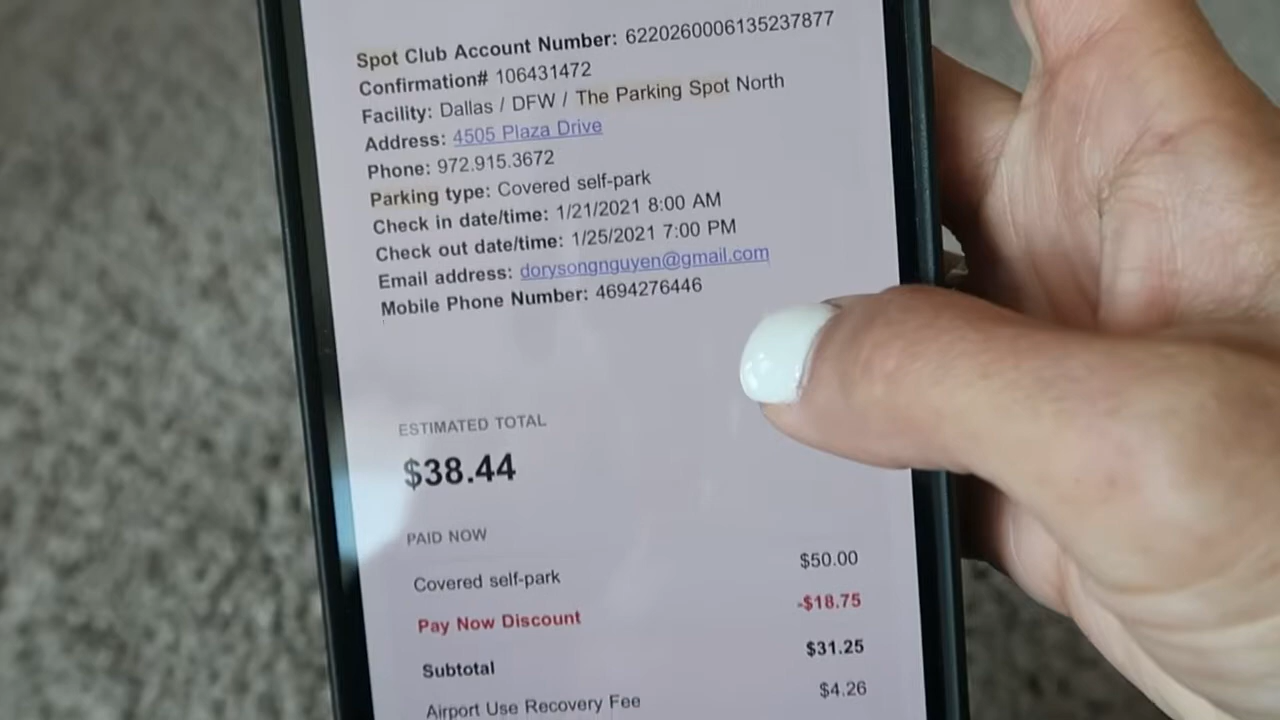 Spot Club Account Number: 6220260006135237877
Confirmation# 106431472
Facility: Dallas / DFW / The Parking Spot North
Address: 4505 Plaza Drive
Phone: 972.915.3672
Parking type: Covered self-park
Check in date/time: 1/21/2021 8:00 AM
Check out date/time: 1/25/2021 7:00 PM
Email address: dorysongnguyen@gmail.com
Mobile Phone Number: 4694276446
ESTIMATED TOTAL
$38.44
PAID NOW
Covered self-park $50.00
Pay Now Discount -$18.75
Subtotal $31.25
Airport Use Recovery Fee $4.26